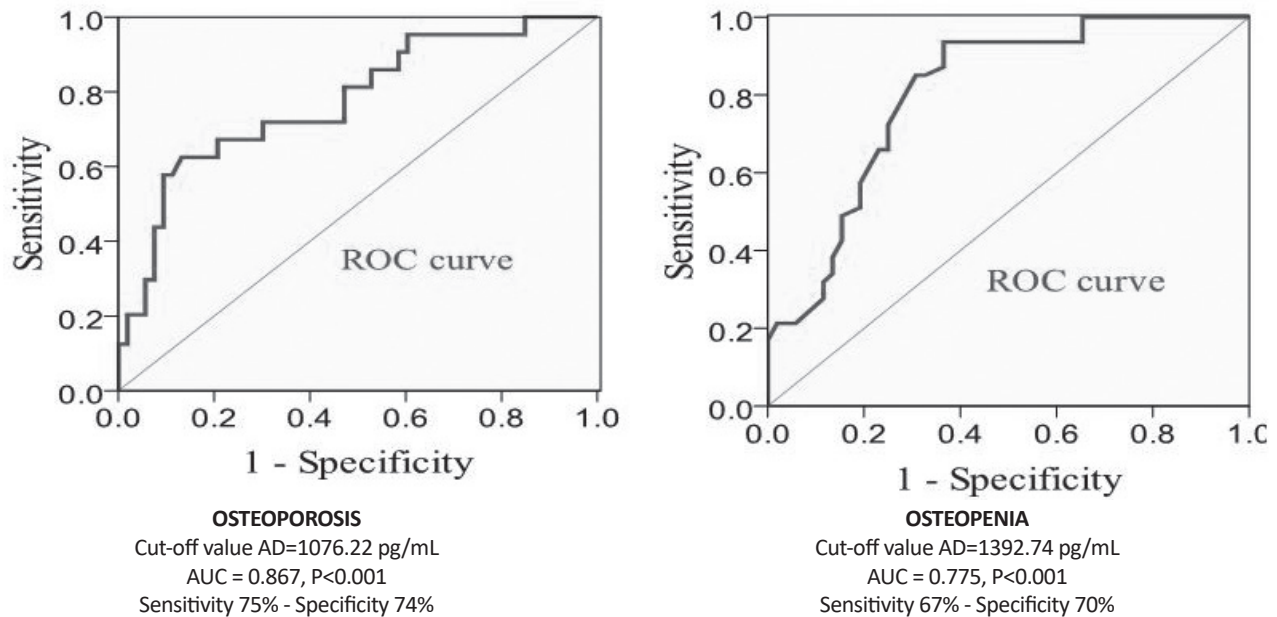 1.0
0.8
0.6
0.4
0.2
0.0
Sensitivity
ROC curve
0.0 0.2 0.4 0.6 0.8 1.0
1 - Specificity
OSTEOPOROSIS
Cut-off value AD=1076.22 pg/mL
AUC = 0.867, P<0.001
Sensitivity 75% - Specificity 74%
1.0
0.8
0.6
0.4
0.2
0.0
Sensitivity
ROC curve
0.0 0.2 0.4 0.6 0.8 1.0
1 - Specificity
OSTEOPENIA
Cut-off value AD=1392.74 pg/mL
AUC = 0.775, P<0.001
Sensitivity 67% - Specificity 70%